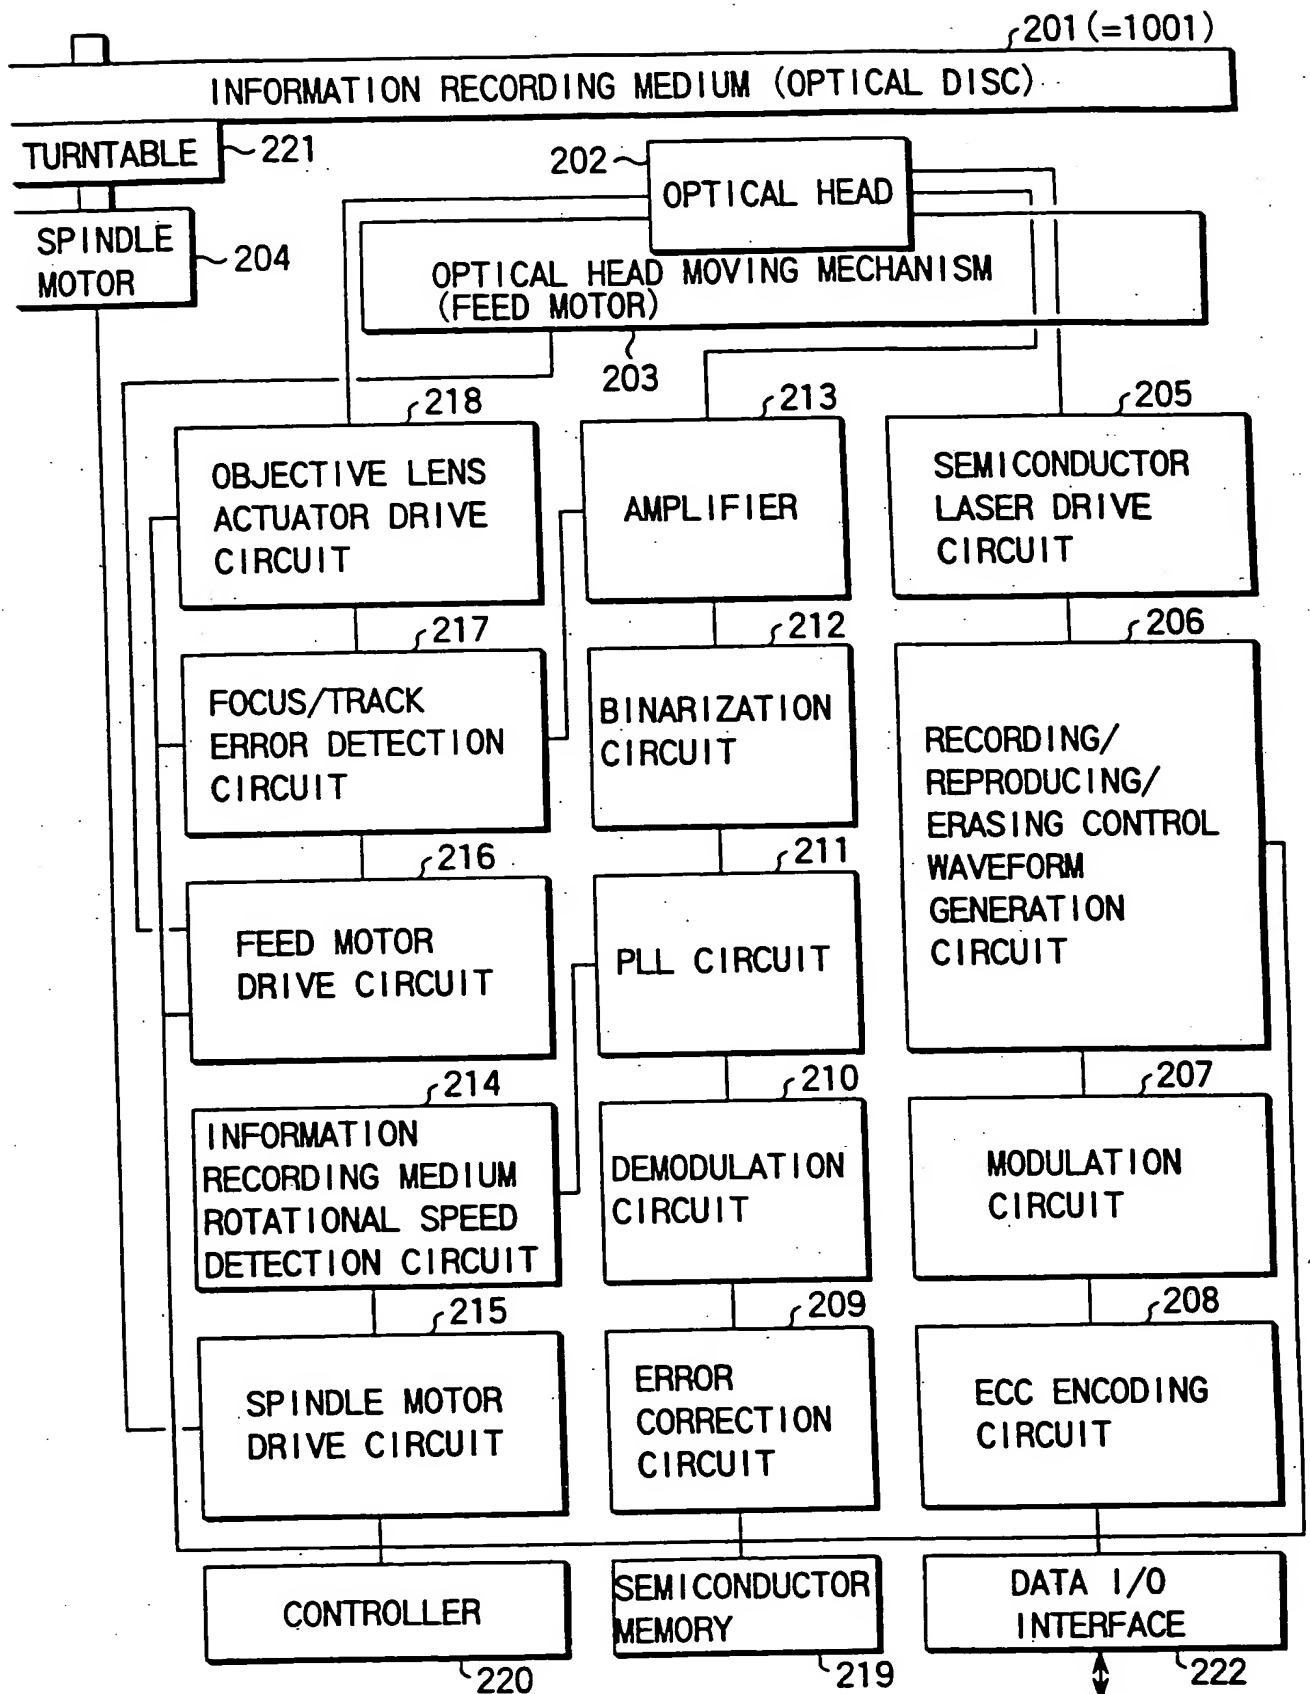 201 (=1001)
INFORMATION RECORDING MEDIUM (OPTICAL DISC)
TURNTABLE
221
202
OPTICAL HEAD
SPINDLE
MOTOR
204
OPTICAL HEAD MOVING MECHANISM
(FEED MOTOR)
203
218
213
205
OBJECTIVE LENS
ACTUATOR DRIVE
CIRCUIT
AMPLIFIER
SEMICONDUCTOR
LASER DRIVE
CIRCUIT
217
212
206
FOCUS/TRACK
ERROR DETECTION
CIRCUIT
BINARIZATION
CIRCUIT
RECORDING/
REPRODUCING/
ERASING CONTROL
WAVEFORM
GENERATION
CIRCUIT
216
211
FEED MOTOR
DRIVE CIRCUIT
PLL CIRCUIT
214
210
207
INFORMATION
RECORDING MEDIUM
ROTATIONAL SPEED
DETECTION CIRCUIT
DEMODULATION
CIRCUIT
MODULATION
CIRCUIT
215
209
208
SPINDLE MOTOR
DRIVE CIRCUIT
ERROR
CORRECTION
CIRCUIT
ECC ENCODING
CIRCUIT
CONTROLLER
SEMICONDUCTOR
MEMORY
DATA I/O
INTERFACE
220
219
222